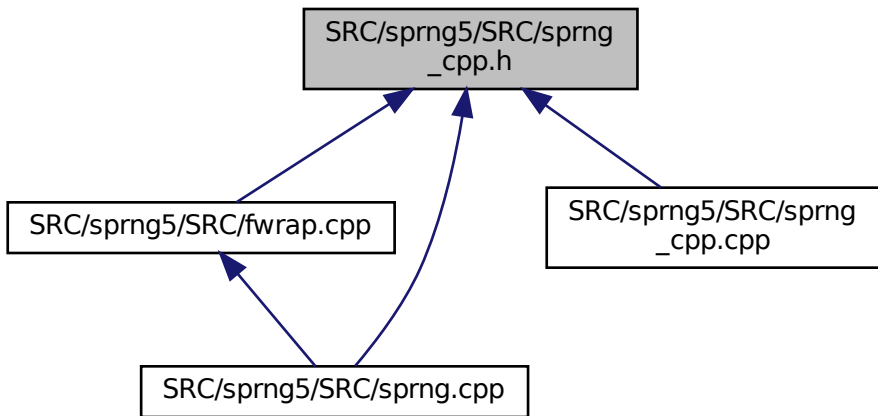 SRC/sprng5/SRC/sprng
_cpp.h
SRC/sprng5/SRC/fwrap.cpp
SRC/sprng5/SRC/sprng
_cpp.cpp
SRC/sprng5/SRC/sprng.cpp